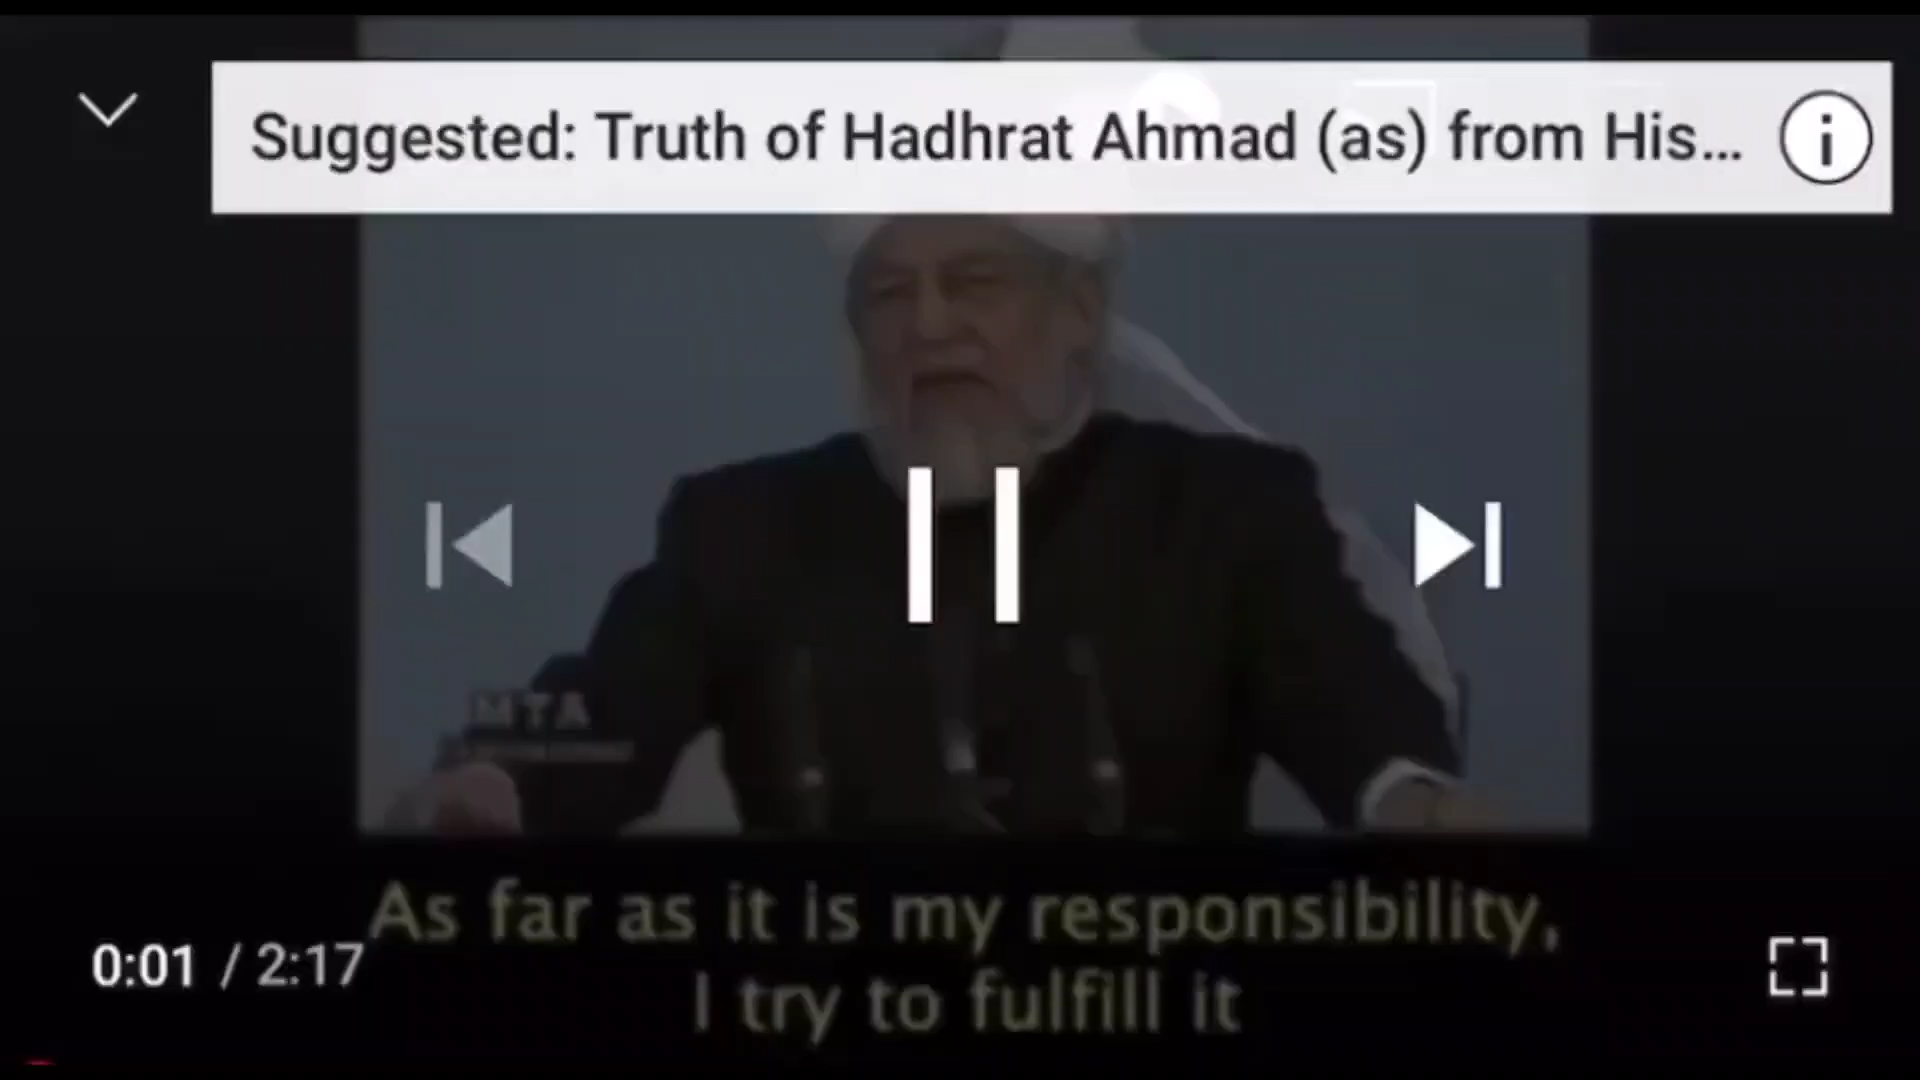 Suggested: Truth of Hadhrat Ahmad (as) from His...
MTA
As far as it is my responsibility,
I try to fulfill it
0:01 / 2:17